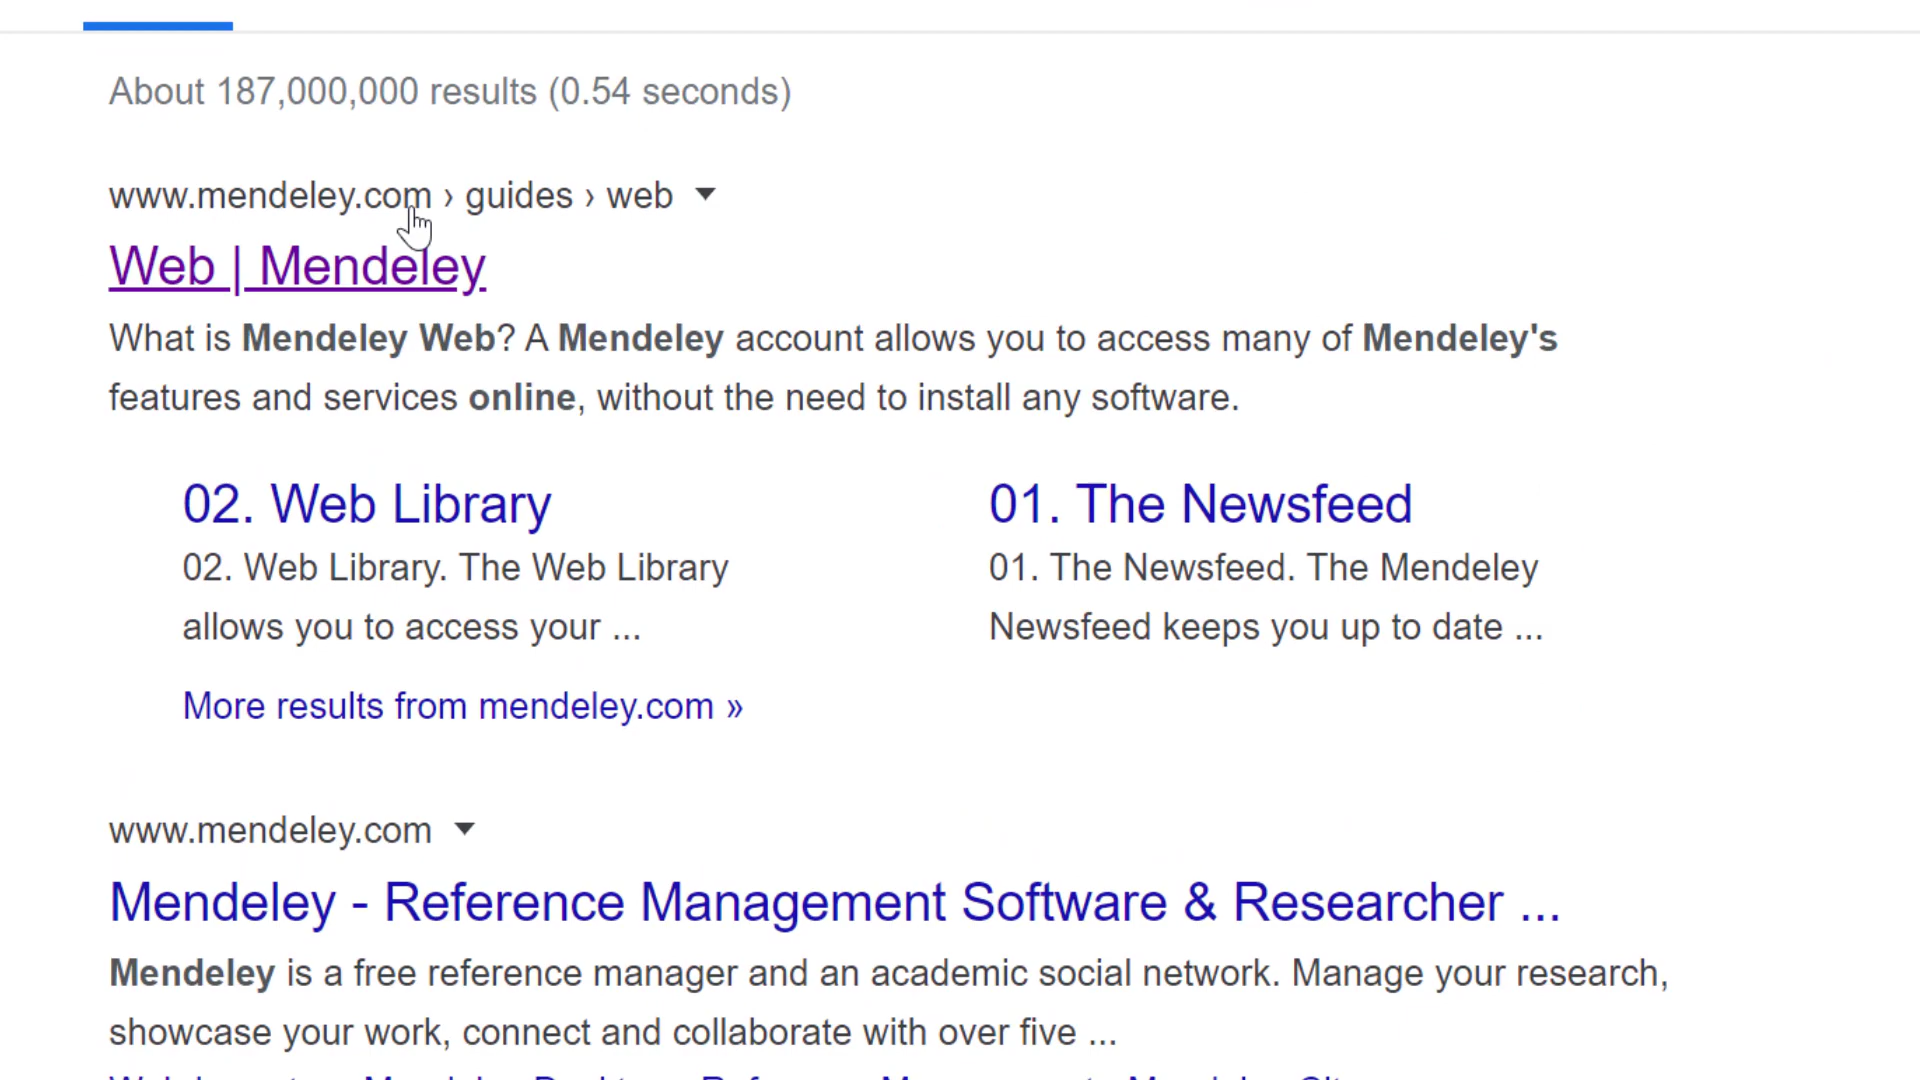 About 187,000,000 results (0.54 seconds)
www.mendeley.com › guides › web
Web | Mendeley
What is Mendeley Web? A Mendeley account allows you to access many of Mendeley's
features and services online, without the need to install any software.
02. Web Library
02. Web Library. The Web Library
allows you to access your ...
01. The Newsfeed
01. The Newsfeed. The Mendeley
Newsfeed keeps you up to date ...
More results from mendeley.com »
www.mendeley.com
Mendeley - Reference Management Software & Researcher ...
Mendeley is a free reference manager and an academic social network. Manage your research,
showcase your work, connect and collaborate with over five ...